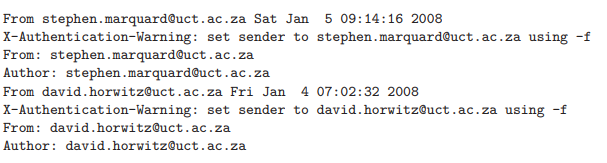 From stephen.marquard@uct.ac.za Sat Jan  5 09:14:16 2008
X-Authentication-Warning: set sender to stephen.marquard@uct.ac.za using -f
From: stephen.marquard@uct.ac.za
Author: stephen.marquard@uct.ac.za
From david.horwitz@uct.ac.za Fri Jan  4 07:02:32 2008
X-Authentication-Warning: set sender to david.horwitz@uct.ac.za using -f
From: david.horwitz@uct.ac.za
Author: david.horwitz@uct.ac.za